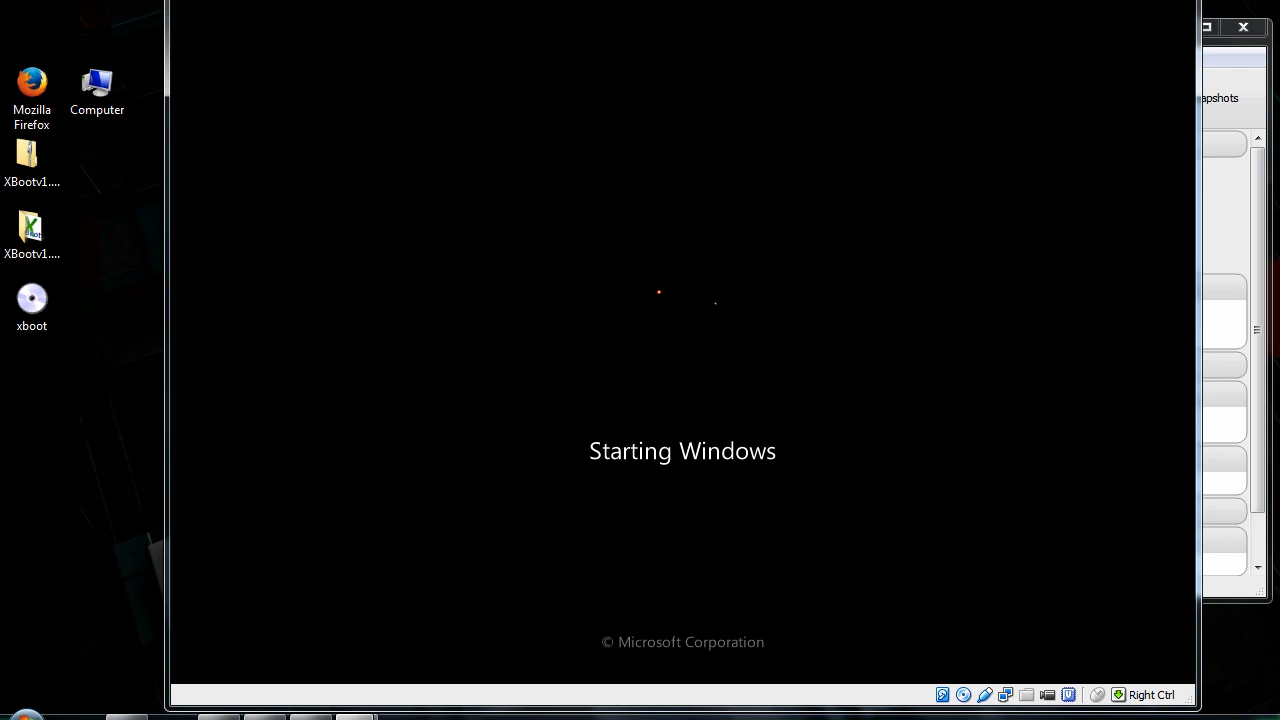 Mozilla
Firefox
Computer
XBootv1....
XBootv1....
xboot
apshots
Starting Windows
© Microsoft Corporation
Right Ctrl